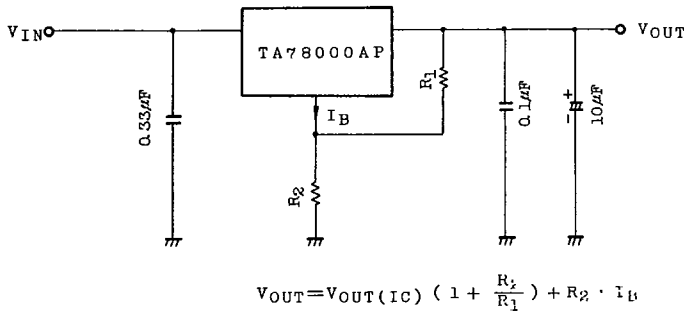 VIN
TA78000AP
VOUT
IB
R1
R2
0.33μF
0.1μF
+
-
10μF
VOUT=VOUT(IC) (1 + R2/R1) + R2 · IB